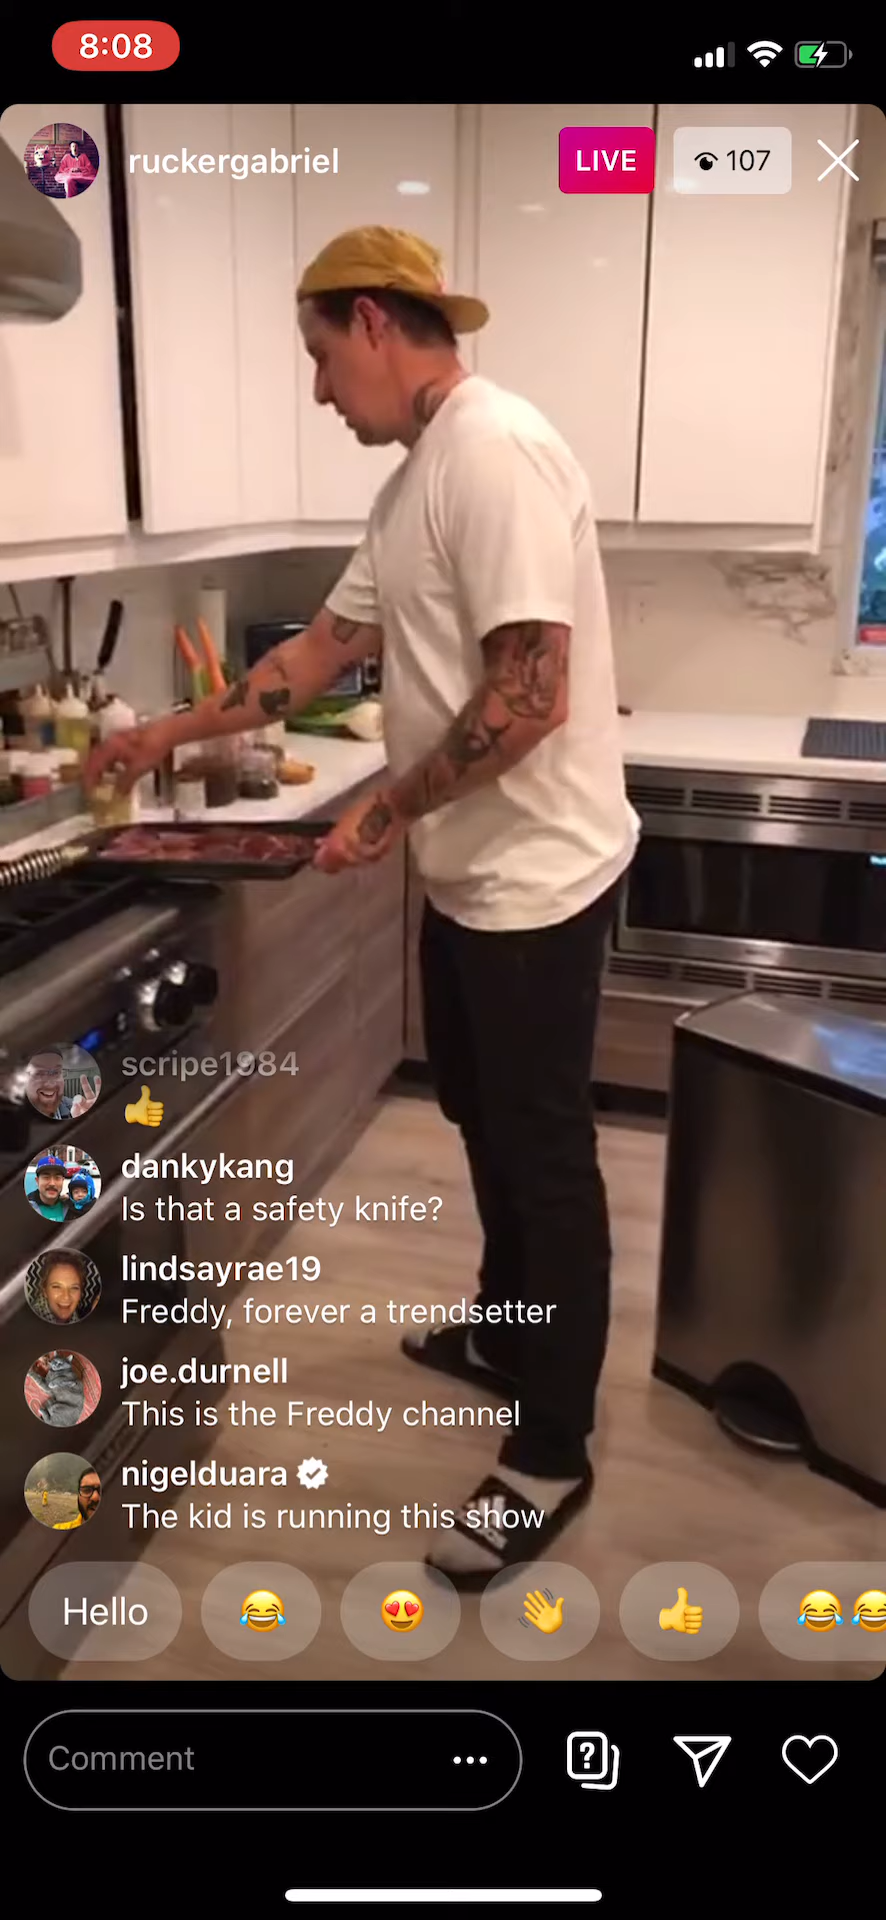 8:08
ruckergabriel
LIVE
107
scripe1984
👍
dankykang
Is that a safety knife?
lindsayrae19
Freddy, forever a trendsetter
joe.durnell
This is the Freddy channel
nigelduara
The kid is running this show
Hello 😂 😍 👋 👍 😂😂
Comment